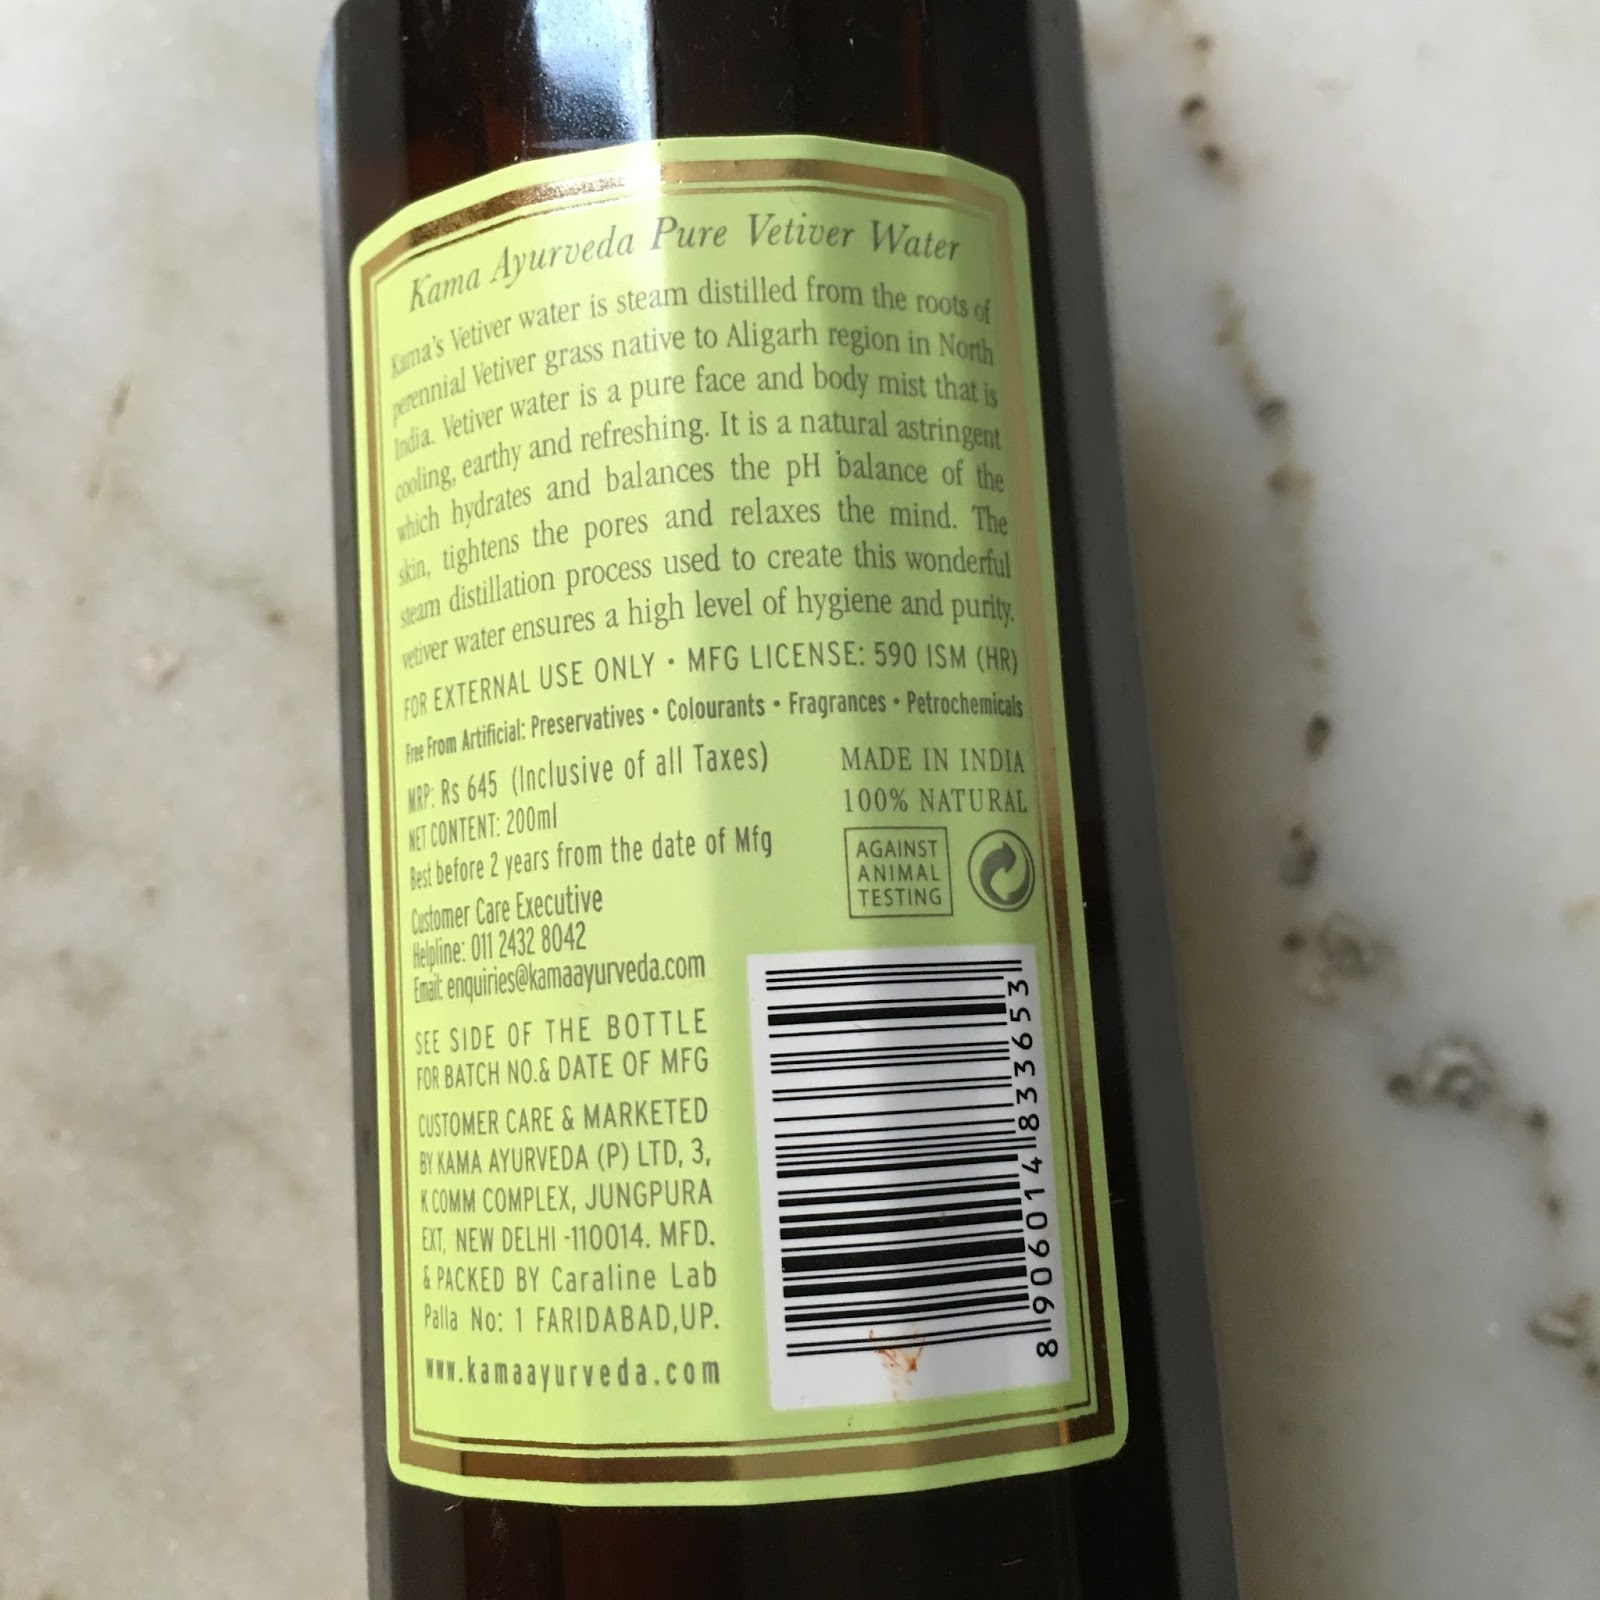 Kama Ayurveda Pure Vetiver Water
Kama's Vetiver water is steam distilled from the roots of
perennial Vetiver grass native to Aligarh region in North
India. Vetiver water is a pure face and body mist that is
cooling, earthy and refreshing. It is a natural astringent
which hydrates and balances the pH balance of the
skin, tightens the pores and relaxes the mind. The
steam distillation process used to create this wonderful
vetiver water ensures a high level of hygiene and purity.
FOR EXTERNAL USE ONLY • MFG LICENSE: 590 ISM (HR)
Free From Artificial: Preservatives • Colourants • Fragrances • Petrochemicals
MRP: Rs 645 (Inclusive of all Taxes)
NET CONTENT: 200ml
Best before 2 years from the date of Mfg
MADE IN INDIA
100% NATURAL
AGAINST
ANIMAL
TESTING
Customer Care Executive
Helpline: 011 2432 8042
Email: enquiries@kamaayurveda.com
SEE SIDE OF THE BOTTLE
FOR BATCH NO.& DATE OF MFG
CUSTOMER CARE & MARKETED
BY KAMA AYURVEDA (P) LTD, 3,
K COMM COMPLEX, JUNGPURA
EXT, NEW DELHI -110014. MFD.
& PACKED BY Caraline Lab
Palla No: 1 FARIDABAD,UP.
www.kamaayurveda.com
8906014833653